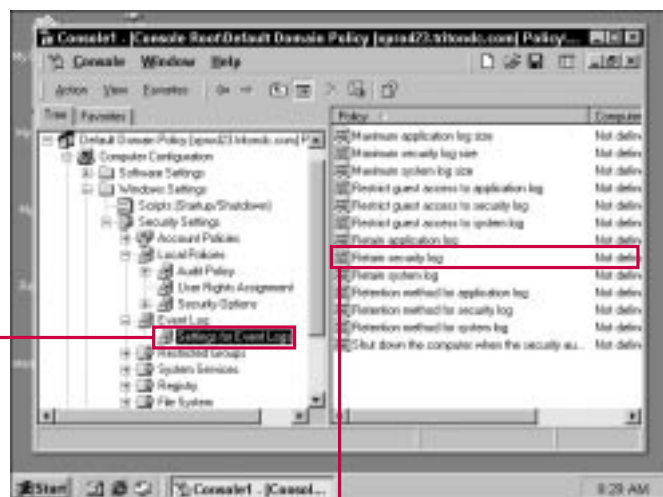 Console1 - [Console Root\Default Domain Policy [uprod23.tritondc.com] Policy\...
Console Window Help
Action View Favorites
Tree Favorites
Policy Computer
Default Domain Policy [uprod23.tritondc.com] P
Computer Configuration
Software Settings
Windows Settings
Scripts (Startup/Shutdown)
Security Settings
Account Policies
Local Policies
Audit Policy
User Rights Assignment
Security Options
Event Log
Settings for Event Logs
Restricted Groups
System Services
Registry
File System
Maximum application log size Not defin
Maximum security log size Not defin
Maximum system log size Not defin
Restrict guest access to application log Not defin
Restrict guest access to security log Not defin
Restrict guest access to system log Not defin
Retain application log Not defin
Retain security log Not defin
Retain system log Not defin
Retention method for application log Not defin
Retention method for security log Not defin
Retention method for system log Not defin
Shut down the computer when the security au... Not defin
Start Console1 - [Consol... 8:29 AM